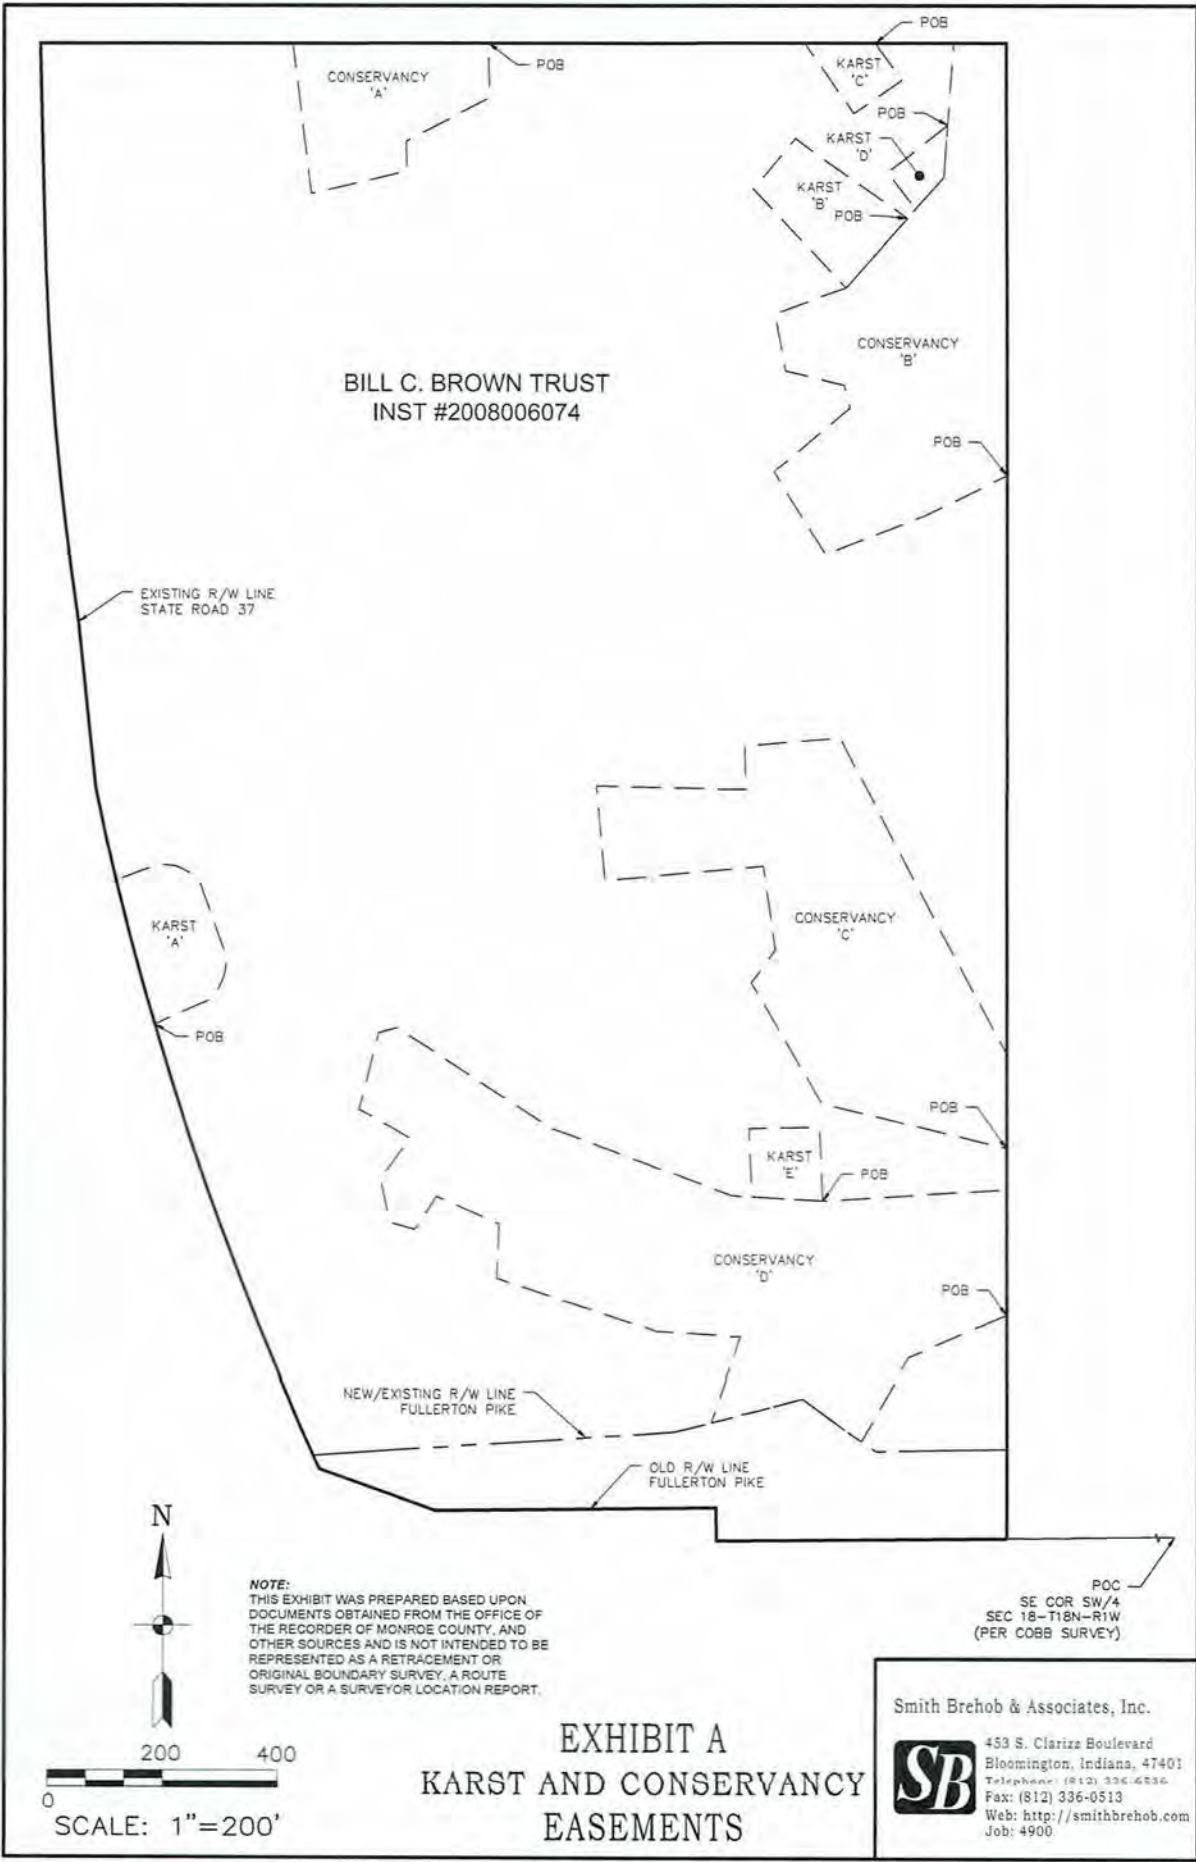 POB
POB
CONSERVANCY
'A'
KARST
'C'
POB
KARST
'D'
KARST
'B'
POB
CONSERVANCY
'B'
BILL C. BROWN TRUST
INST #2008006074
POB
EXISTING R/W LINE
STATE ROAD 37
KARST
'A'
POB
CONSERVANCY
'C'
POB
KARST
'E'
POB
CONSERVANCY
'D'
POB
NEW/EXISTING R/W LINE
FULLERTON PIKE
OLD R/W LINE
FULLERTON PIKE
N
NOTE:
THIS EXHIBIT WAS PREPARED BASED UPON
DOCUMENTS OBTAINED FROM THE OFFICE OF
THE RECORDER OF MONROE COUNTY, AND
OTHER SOURCES AND IS NOT INTENDED TO BE
REPRESENTED AS A RETRACEMENT OR
ORIGINAL BOUNDARY SURVEY, A ROUTE
SURVEY OR A SURVEYOR LOCATION REPORT.
POC
SE COR SW/4
SEC 18-T18N-R1W
(PER COBB SURVEY)
200 400
0
SCALE: 1"=200'
EXHIBIT A
KARST AND CONSERVANCY
EASEMENTS
Smith Brehob & Associates, Inc.
SB
453 S. Clarizz Boulevard
Bloomington, Indiana, 47401
Telephone: (812) 336-6536
Fax: (812) 336-0513
Web: http://smithbrehob.com
Job: 4900